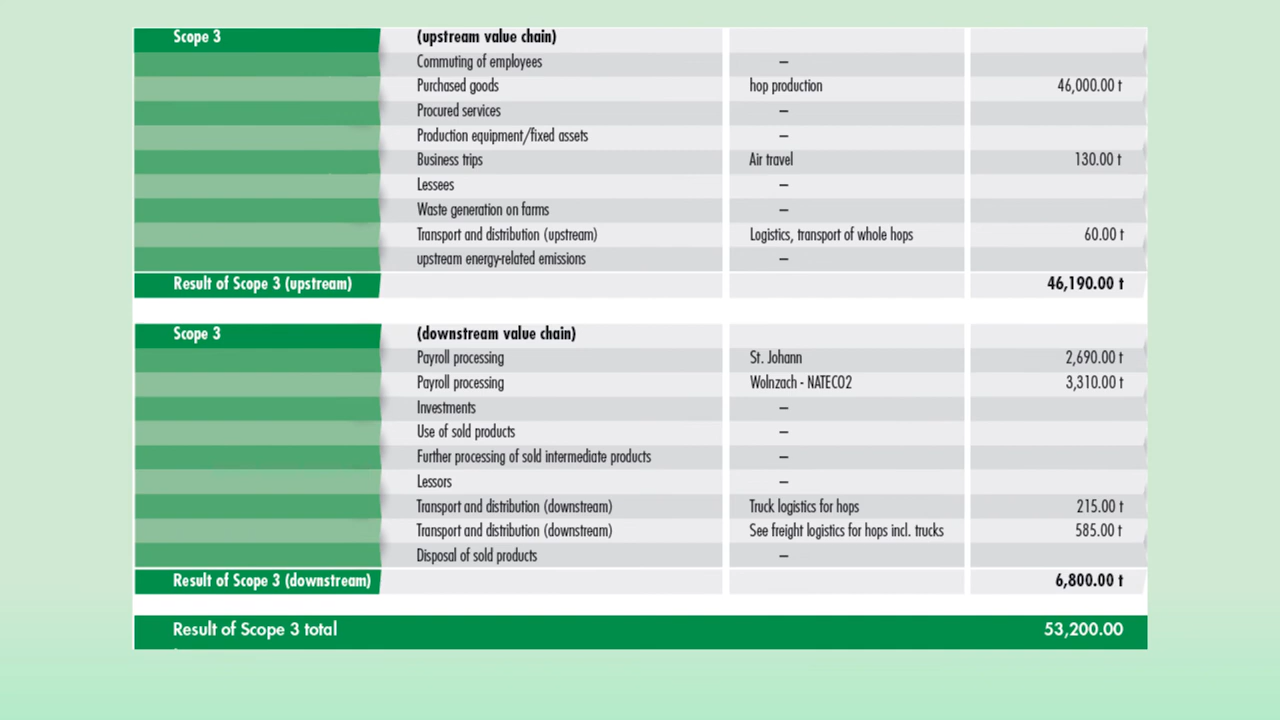 Scope 3 (upstream value chain)
Commuting of employees –
Purchased goods hop production 46,000.00 t
Procured services –
Production equipment/fixed assets –
Business trips Air travel 130.00 t
Lessees –
Waste generation on farms –
Transport and distribution (upstream) Logistics, transport of whole hops 60.00 t
upstream energy-related emissions –
Result of Scope 3 (upstream) 46,190.00 t
Scope 3 (downstream value chain)
Payroll processing St. Johann 2,690.00 t
Payroll processing Wolnzach - NATECO2 3,310.00 t
Investments –
Use of sold products –
Further processing of sold intermediate products –
Lessors –
Transport and distribution (downstream) Truck logistics for hops 215.00 t
Transport and distribution (downstream) See freight logistics for hops incl. trucks 585.00 t
Disposal of sold products –
Result of Scope 3 (downstream) 6,800.00 t
Result of Scope 3 total 53,200.00